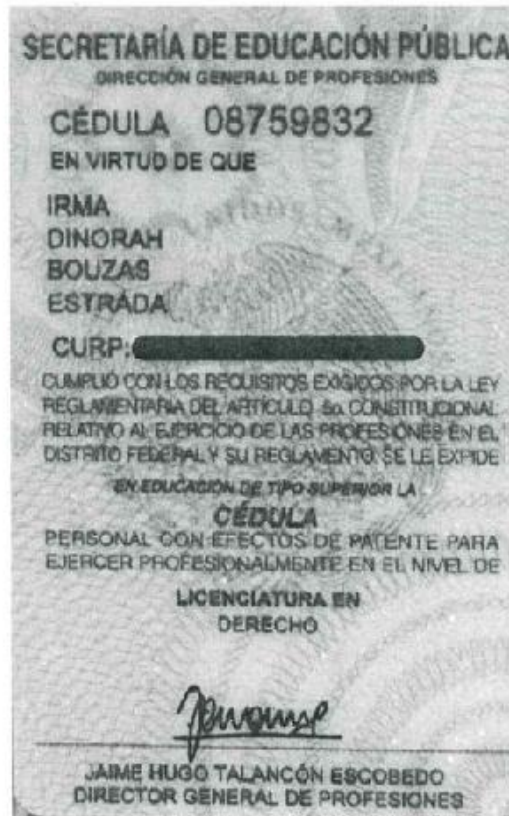 SECRETARÍA DE EDUCACIÓN PÚBLICA
DIRECCIÓN GENERAL DE PROFESIONES
CÉDULA 08759832
EN VIRTUD DE QUE
IRMA
DINORAH
BOUZAS
ESTRADA
CURP:
CUMPLIÓ CON LOS REQUISITOS EXIGIDOS POR LA LEY
REGLAMENTARIA DEL ARTÍCULO 5o. CONSTITUCIONAL
RELATIVO AL EJERCICIO DE LAS PROFESIONES EN EL
DISTRITO FEDERAL Y SU REGLAMENTO SE LE EXPIDE
EN EDUCACIÓN DE TIPO SUPERIOR LA
CÉDULA
PERSONAL CON EFECTOS DE PATENTE PARA
EJERCER PROFESIONALMENTE EN EL NIVEL DE
LICENCIATURA EN
DERECHO
JAIME HUGO TALANCÓN ESCOBEDO
DIRECTOR GENERAL DE PROFESIONES